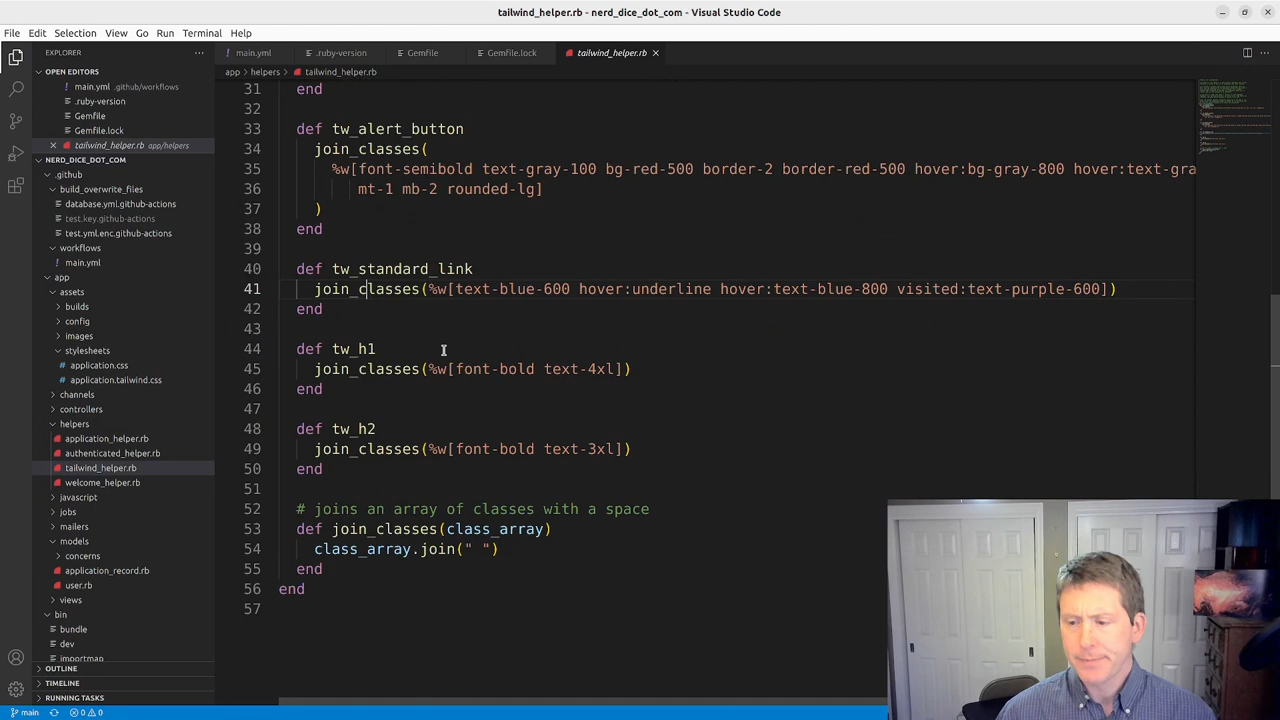 tailwind_helper.rb - nerd_dice_dot_com - Visual Studio Code
File Edit Selection View Go Run Terminal Help
EXPLORER
OPEN EDITORS
main.yml .github/workflows
.ruby-version
Gemfile
Gemfile.lock
tailwind_helper.rb app/helpers
NERD_DICE_DOT_COM
.github
build_overwrite_files
database.yml.github-actions
test.key.github-actions
test.yml.enc.github-actions
workflows
main.yml
app
assets
builds
config
images
stylesheets
application.css
application.tailwind.css
channels
controllers
helpers
application_helper.rb
authenticated_helper.rb
tailwind_helper.rb
welcome_helper.rb
javascript
jobs
mailers
models
concerns
application_record.rb
user.rb
views
bin
bundle
dev
importmap
OUTLINE
TIMELINE
RUNNING TASKS
main.yml .ruby-version Gemfile Gemfile.lock tailwind_helper.rb
app > helpers > tailwind_helper.rb
31 end
32
33 def tw_alert_button
34 join_classes(
35 %w[font-semibold text-gray-100 bg-red-500 border-2 border-red-500 hover:bg-gray-800 hover:text-gra
36 mt-1 mb-2 rounded-lg]
37 )
38 end
39
40 def tw_standard_link
41 join_classes(%w[text-blue-600 hover:underline hover:text-blue-800 visited:text-purple-600])
42 end
43
44 def tw_h1
45 join_classes(%w[font-bold text-4xl])
46 end
47
48 def tw_h2
49 join_classes(%w[font-bold text-3xl])
50 end
51
52 # joins an array of classes with a space
53 def join_classes(class_array)
54 class_array.join(" ")
55 end
56 end
57
main 0 0